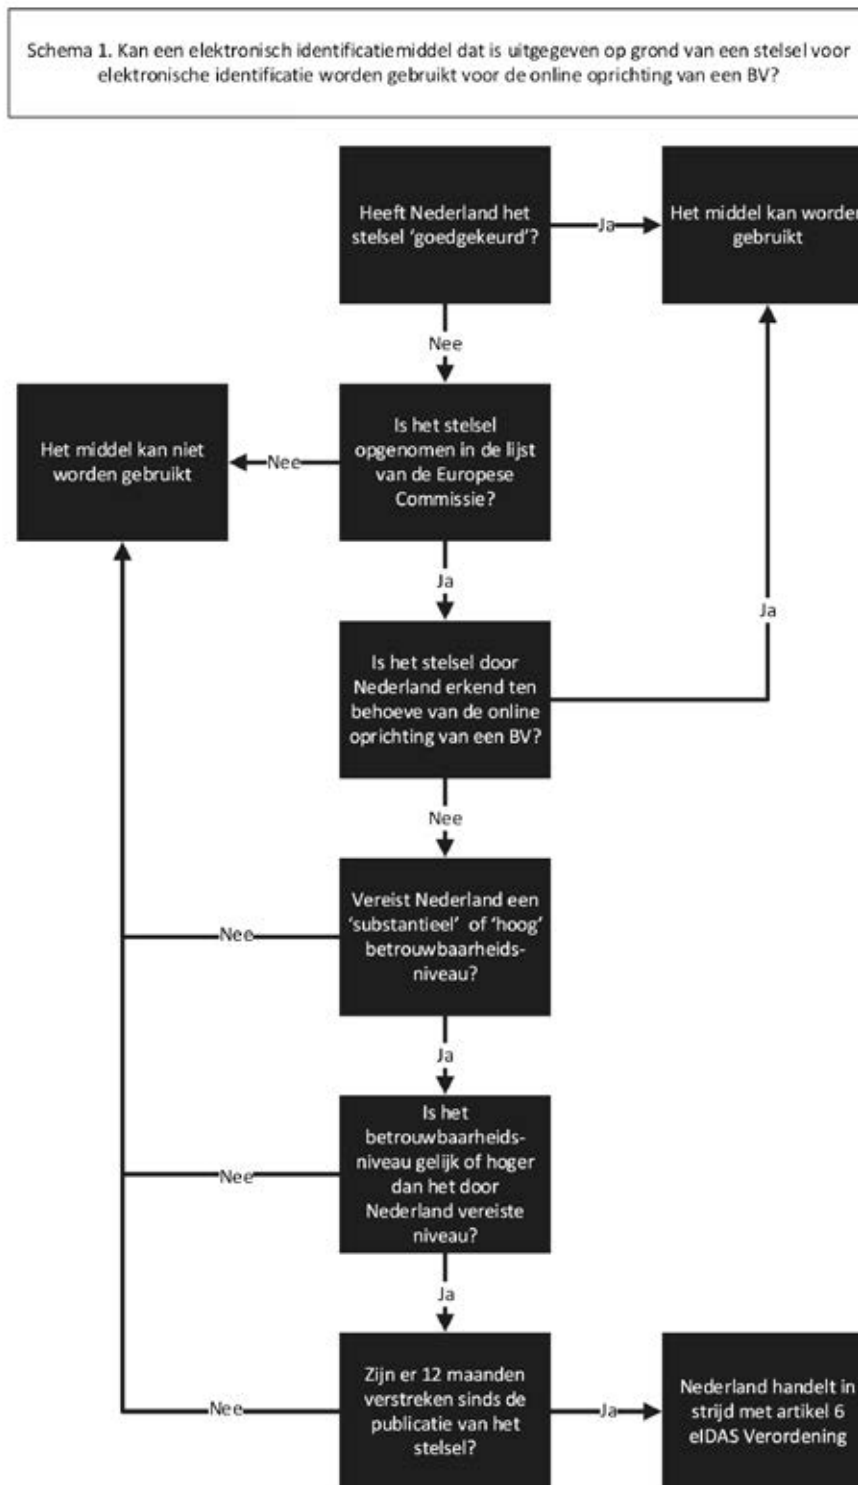 Schema 1. Kan een elektronisch identificatiemiddel dat is uitgegeven op grond van een stelsel voor
elektronische identificatie worden gebruikt voor de online oprichting van een BV?
Heeft Nederland het
stelsel ‘goedgekeurd’?
Ja
Het middel kan worden
gebruikt
Nee
Is het stelsel
opgenomen in de lijst
van de Europese
Commissie?
Nee
Het middel kan niet
worden gebruikt
Ja
Is het stelsel door
Nederland erkend ten
behoeve van de online
oprichting van een BV?
Ja
Nee
Vereist Nederland een
‘substantieel’ of ‘hoog’
betrouwbaarheids-
niveau?
Nee
Ja
Is het
betrouwbaarheids-
niveau gelijk of hoger
dan het door
Nederland vereiste
niveau?
Nee
Ja
Zijn er 12 maanden
verstreken sinds de
publicatie van het
stelsel?
Nee
Ja
Nederland handelt in
strijd met artikel 6
eIDAS Verordening